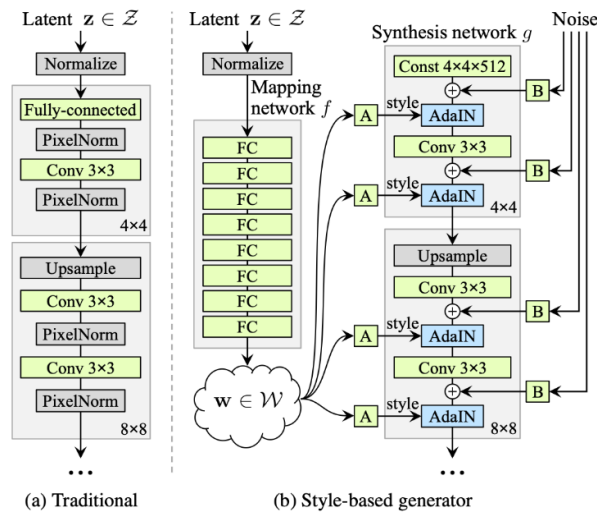 Latent z ∈ Z
Normalize
Fully-connected
PixelNorm
Conv 3×3
PixelNorm
4×4
Upsample
Conv 3×3
PixelNorm
Conv 3×3
PixelNorm
8×8
...
(a) Traditional
Latent z ∈ Z
Normalize
Mapping
network f
FC
FC
FC
FC
FC
FC
FC
FC
w ∈ W
Noise
Synthesis network g
Const 4×4×512
B
A
style
AdaIN
Conv 3×3
B
A
style
AdaIN
4×4
Upsample
Conv 3×3
B
A
style
AdaIN
Conv 3×3
B
A
style
AdaIN
8×8
...
(b) Style-based generator